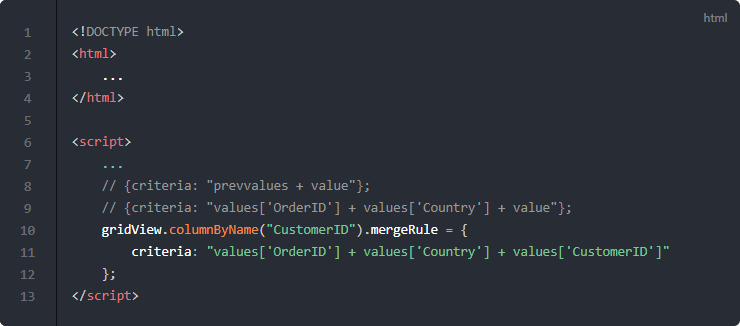 html
1 <!DOCTYPE html>
2 <html>
3     ...
4 </html>
5
6 <script>
7     ...
8     // {criteria: "prevvalues + value"};
9     // {criteria: "values['OrderID'] + values['Country'] + value"};
10     gridView.columnByName("CustomerID").mergeRule = {
11         criteria: "values['OrderID'] + values['Country'] + values['CustomerID']"
12     };
13 </script>